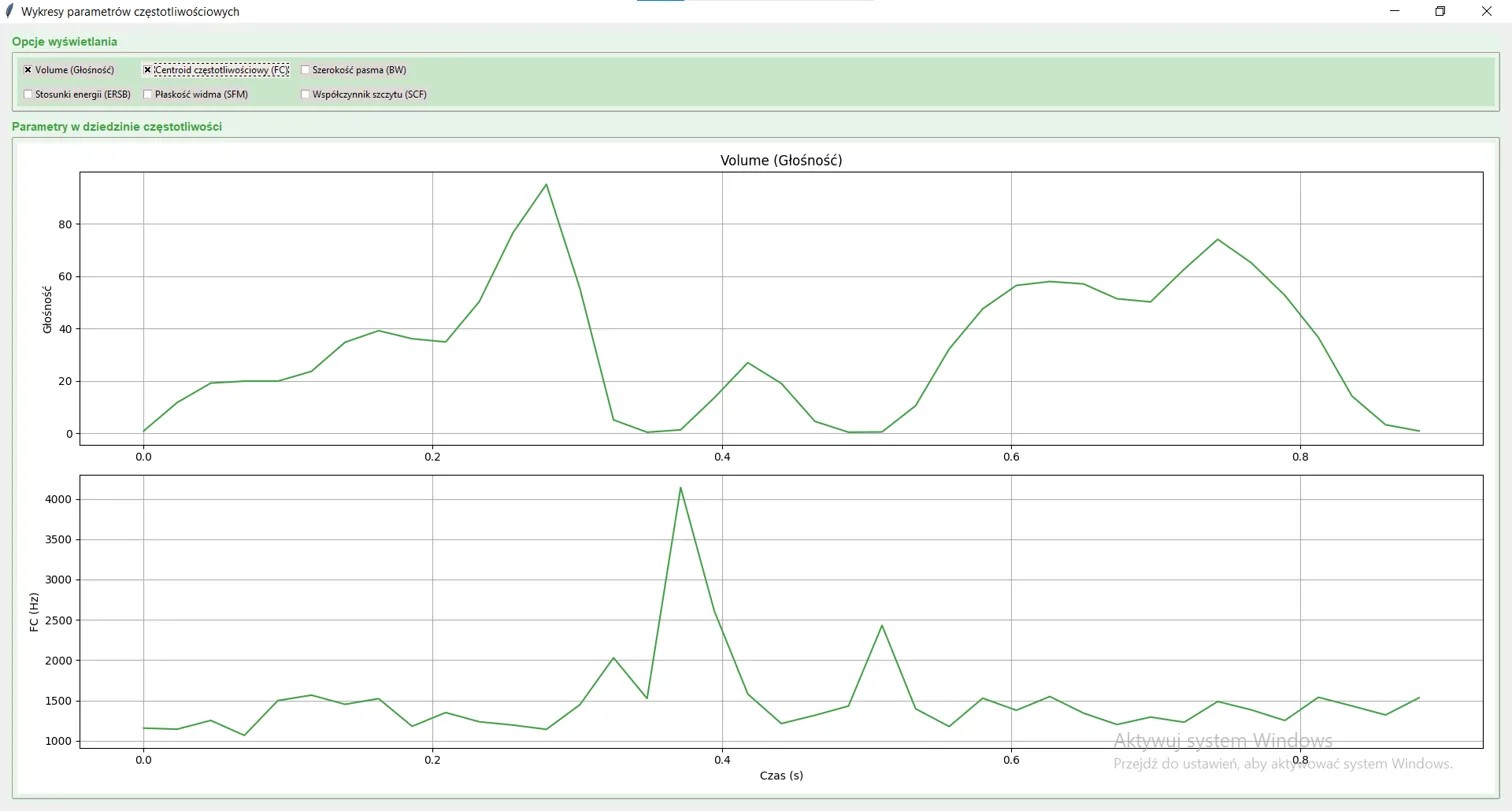 Wykresy parametrów częstotliwościowych
Opcje wyświetlania
Volume (Głośność) Centroid częstotliwościowy (FC) Szerokość pasma (BW)
Stosunki energii (ERSB) Płaskość widma (SFM) Współczynnik szczytu (SCF)
Parametry w dziedzinie częstotliwości
Volume (Głośność)
Głośność
80
60
40
20
0
0.0 0.2 0.4 0.6 0.8
FC (Hz)
4000
3500
3000
2500
2000
1500
1000
0.0 0.2 0.4 0.6 0.8
Czas (s)
Aktywuj system Windows
Przejdź do ustawień, aby aktywować system Windows.